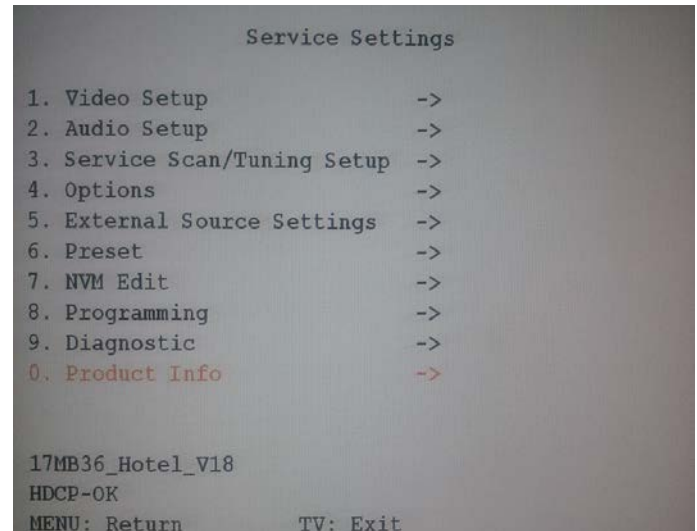 Service Settings
1. Video Setup ->
2. Audio Setup ->
3. Service Scan/Tuning Setup ->
4. Options ->
5. External Source Settings ->
6. Preset ->
7. NVM Edit ->
8. Programming ->
9. Diagnostic ->
0. Product Info ->
17MB36_Hotel_V18
HDCP-OK
MENU: Return TV: Exit